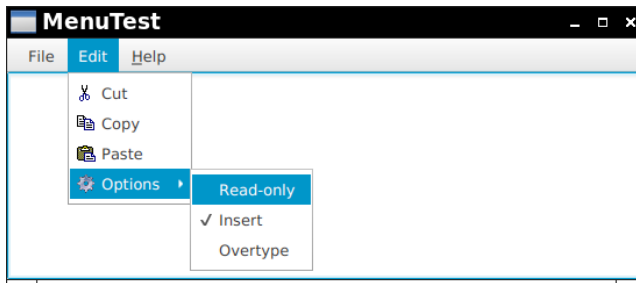 MenuTest
File Edit Help
Cut
Copy
Paste
Options
Read-only
Insert
Overtype